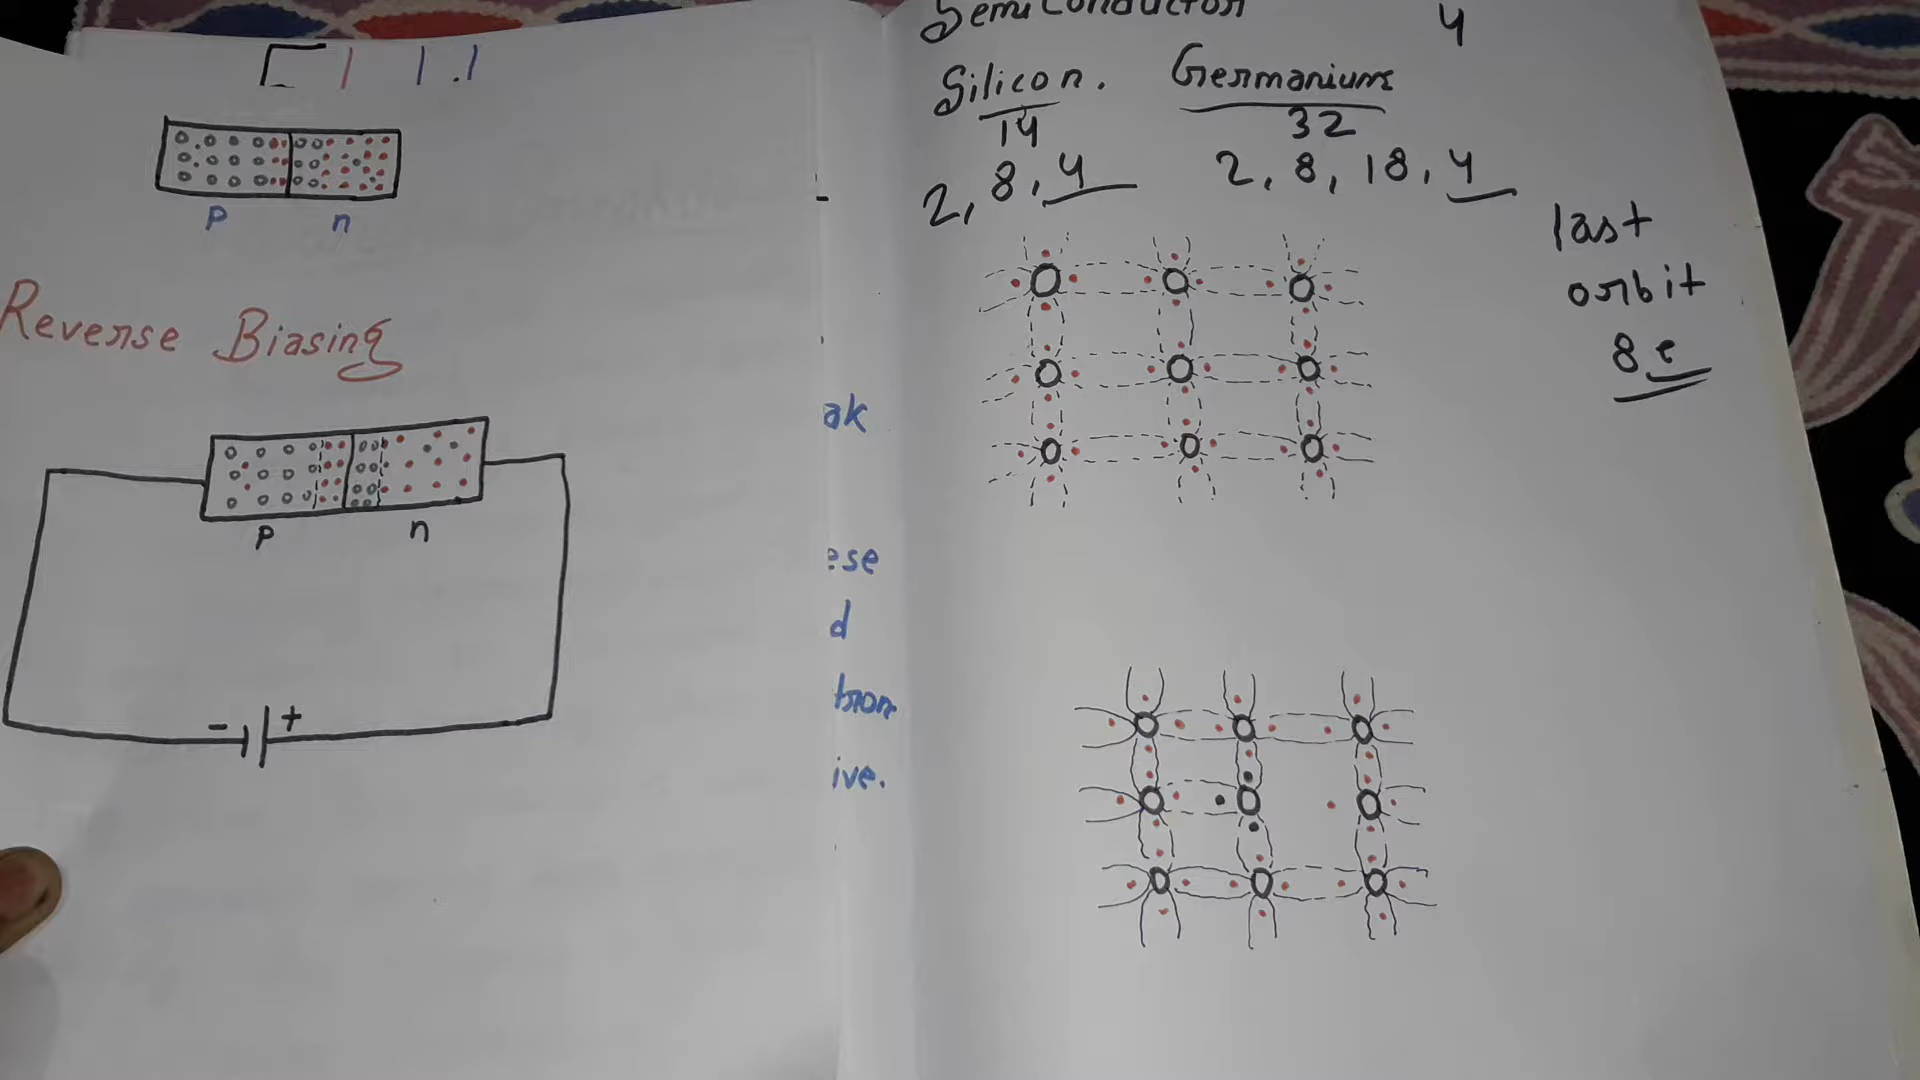 p n
Reverse Biasing
p n
- +
ak
d
ive.
Semiconductor 4
Silicon. Germanium
14 32
2, 8, 4 2, 8, 18, 4
last
orbit
8 e